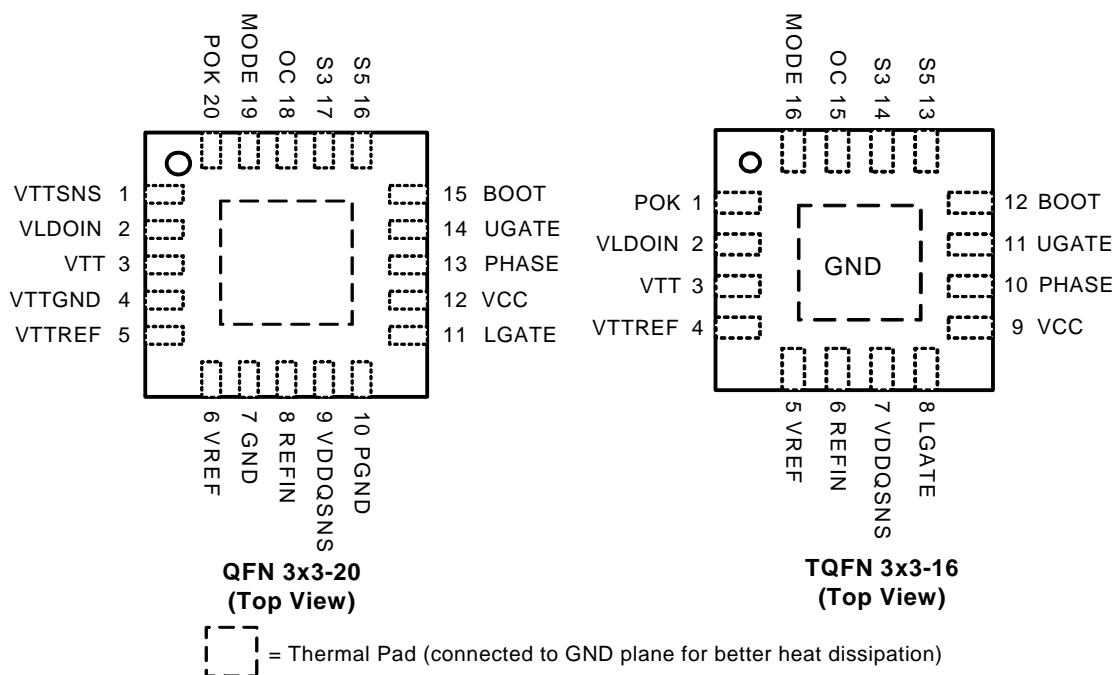 POK 20
MODE 19
OC 18
S3 17
S5 16
VTTSNS 1
VLDOIN 2
VTT 3
VTTGND 4
VTTREF 5
15 BOOT
14 UGATE
13 PHASE
12 VCC
11 LGATE
6 VREF
7 GND
8 REFIN
9 VDDQSNS
10 PGND
QFN 3x3-20
(Top View)
MODE 16
OC 15
S3 14
S5 13
POK 1
VLDOIN 2
VTT 3
VTTREF 4
GND
12 BOOT
11 UGATE
10 PHASE
9 VCC
5 VREF
6 REFIN
7 VDDQSNS
8 LGATE
TQFN 3x3-16
(Top View)
= Thermal Pad (connected to GND plane for better heat dissipation)